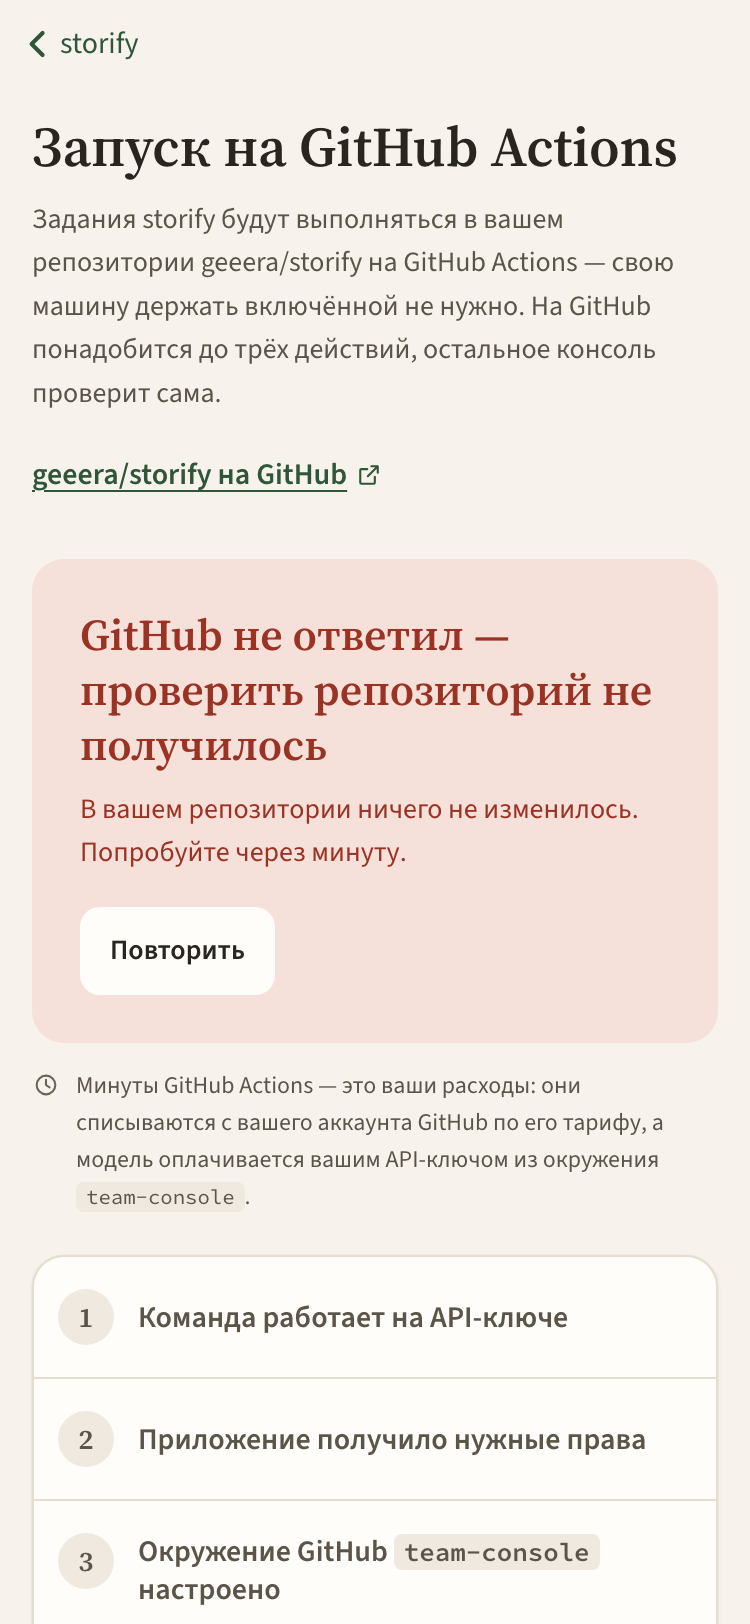 storify
Запуск на GitHub Actions
Задания storify будут выполняться в вашем
репозитории geeera/storify на GitHub Actions — свою
машину держать включённой не нужно. На GitHub
понадобится до трёх действий, остальное консоль
проверит сама.
geeera/storify на GitHub
GitHub не ответил —
проверить репозиторий не
получилось
В вашем репозитории ничего не изменилось.
Попробуйте через минуту.
Повторить
Минуты GitHub Actions — это ваши расходы: они
списываются с вашего аккаунта GitHub по его тарифу, а
модель оплачивается вашим API-ключом из окружения
team-console.
1 Команда работает на API-ключе
2 Приложение получило нужные права
3 Окружение GitHub team-console
настроено